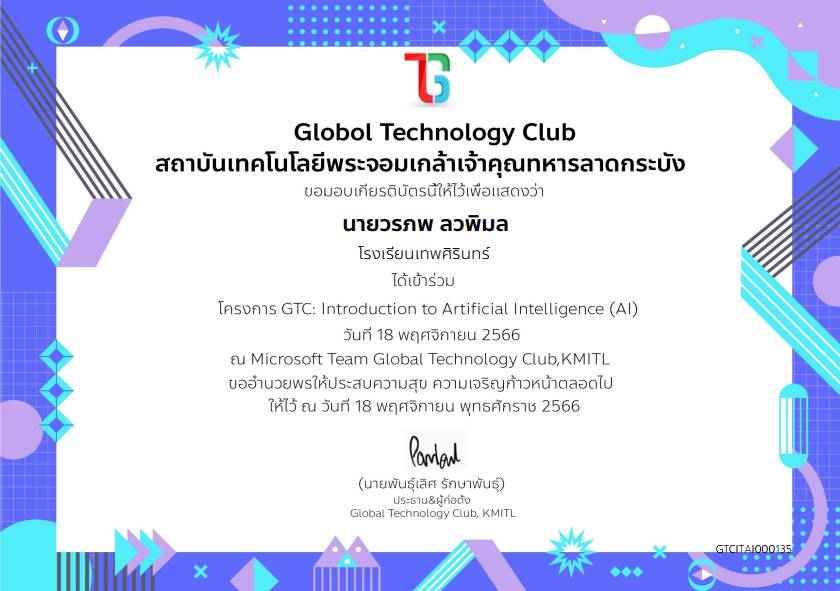 TG
Globol Technology Club
สถาบันเทคโนโลยีพระจอมเกล้าเจ้าคุณทหารลาดกระบัง
ขอมอบเกียรติบัตรนี้ให้ไว้เพื่อแสดงว่า
นายวรภพ ลวพิมล
โรงเรียนเทพศิรินทร์
ได้เข้าร่วม
โครงการ GTC: Introduction to Artificial Intelligence (AI)
วันที่ 18 พฤศจิกายน 2566
ณ Microsoft Team Global Technology Club,KMITL
ขออำนวยพรให้ประสบความสุข ความเจริญก้าวหน้าตลอดไป
ให้ไว้ ณ วันที่ 18 พฤศจิกายน พุทธศักราช 2566
(นายพันธุ์เลิศ รักษาพันธุ์)
ประธาน&ผู้ก่อตั้ง
Global Technology Club, KMITL
GTCITAI000135